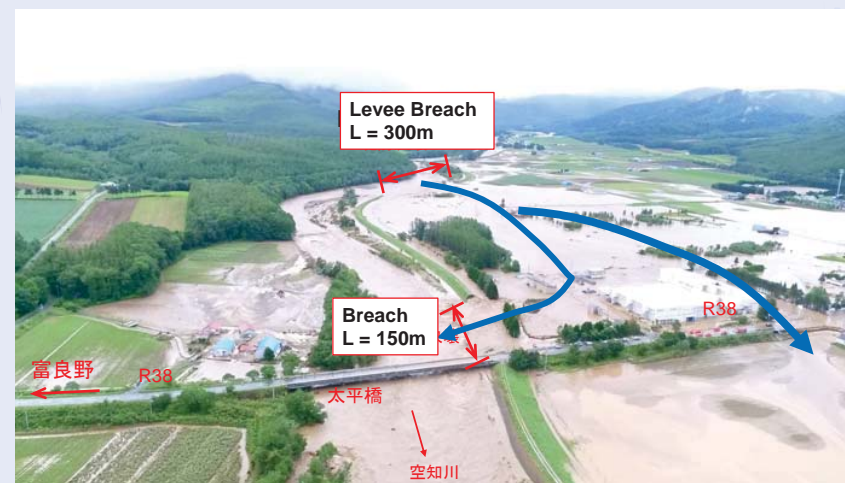 Levee Breach
L = 300m
Breach
L = 150m
R38
富良野
R38
太平橋
空知川